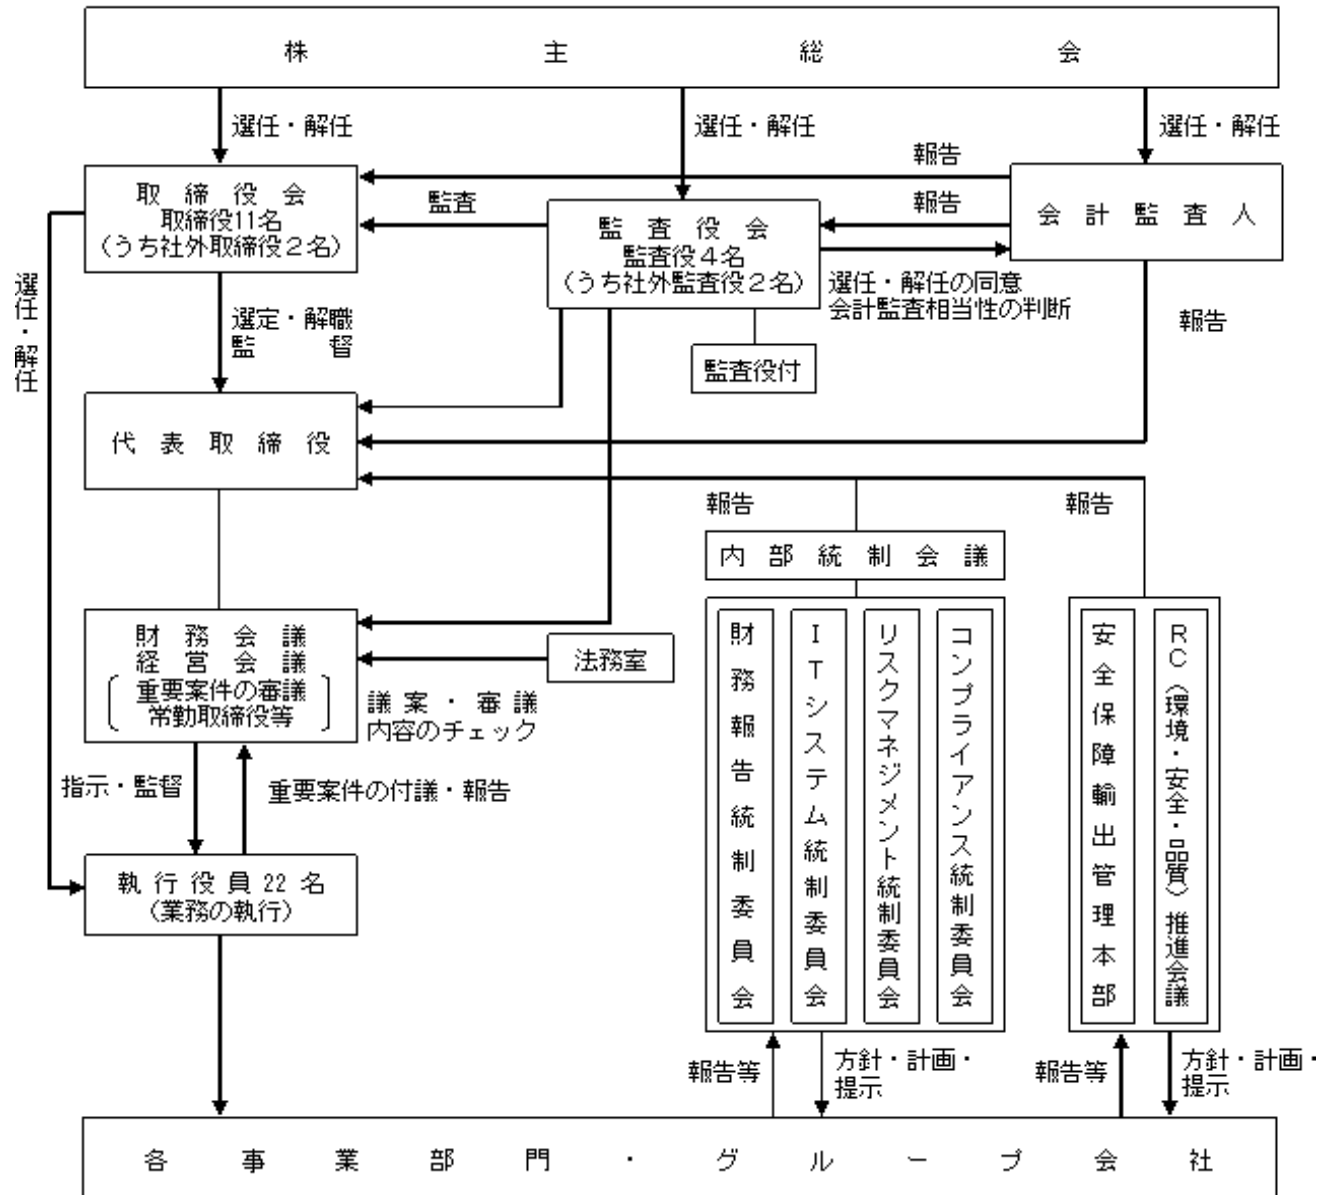 株主総会
選任・解任
選任・解任
選任・解任
報告
取締役会
取締役11名
（うち社外取締役２名）
監査
監査役会
監査役４名
（うち社外監査役２名）
報告
会計監査人
選任・解任の同意
会計監査相当性の判断
選任・解任
選定・解職
監督
監査役付
報告
代表取締役
報告
報告
内部統制会議
財務会議
経営会議
重要案件の審議
常勤取締役等
法務室
議案・審議
内容のチェック
財務報告統制委員会
ＩＴシステム統制委員会
リスクマネジメント統制委員会
コンプライアンス統制委員会
安全保障輸出管理本部
ＲＣ（環境・安全・品質）推進会議
指示・監督
重要案件の付議・報告
執行役員22名
（業務の執行）
報告等
方針・計画・
提示
報告等
方針・計画・
提示
各事業部門・グループ会社